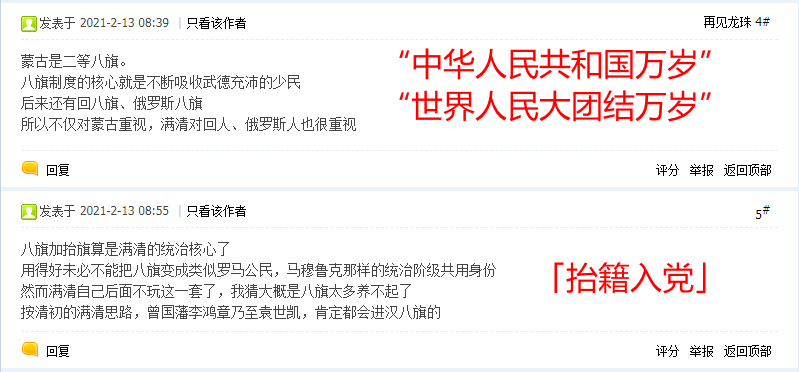 发表于 2021-2-13 08:39 | 只看该作者 再见龙珠 4#
蒙古是二等八旗。
八旗制度的核心就是不断吸收武德充沛的少民
后来还有回八旗、俄罗斯八旗
所以不仅对蒙古重视，满清对回人、俄罗斯人也很重视
“中华人民共和国万岁”
“世界人民大团结万岁”
回复 评分 举报 返回顶部
发表于 2021-2-13 08:55 | 只看该作者 5#
八旗加抬旗算是满清的统治核心了
用得好未必不能把八旗变成类似罗马公民，马穆鲁克那样的统治阶级共用身份
然而满清自己后面不玩这一套了，我猜大概是八旗太多养不起了
按清初的满清思路，曾国藩李鸿章乃至袁世凯，肯定都会进汉八旗的
「抬籍入党」
回复 评分 举报 返回顶部